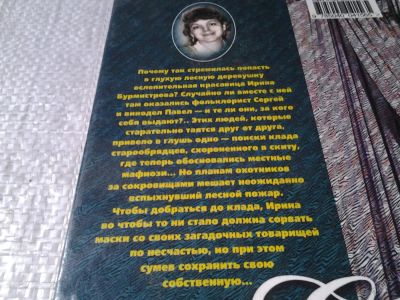 Почему так стремилась попасть
в глухую лесную деревушку
ослепительная красавица Ирина
Бурмистрова? Случайно ли вместе с ней
там оказались фольклорист Сергей
и винодел Павел — и те ли они, за кого
себя выдают?.. Этих людей, которые
старательно таятся друг от друга,
привело в глушь одно — поиски клада
старообрядцев, схороненного в скиту,
где теперь обосновались местные
мафиози... Но планам охотников
за сокровищами мешает неожиданно
вспыхнувший лесной пожар.
Чтобы добраться до клада, Ирина
во что бы то ни стало должна сорвать
маски со своих загадочных товарищей
по несчастью, но при этом
сумев сохранить свою
собственную...